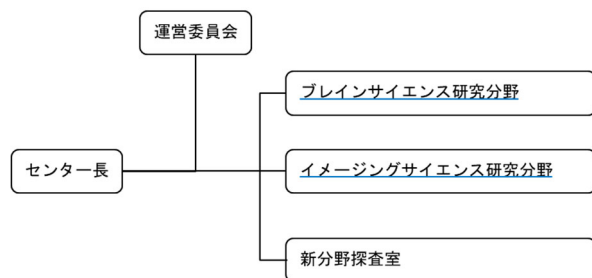 運営委員会
ブレインサイエンス研究分野
センター長
イメージングサイエンス研究分野
新分野探査室